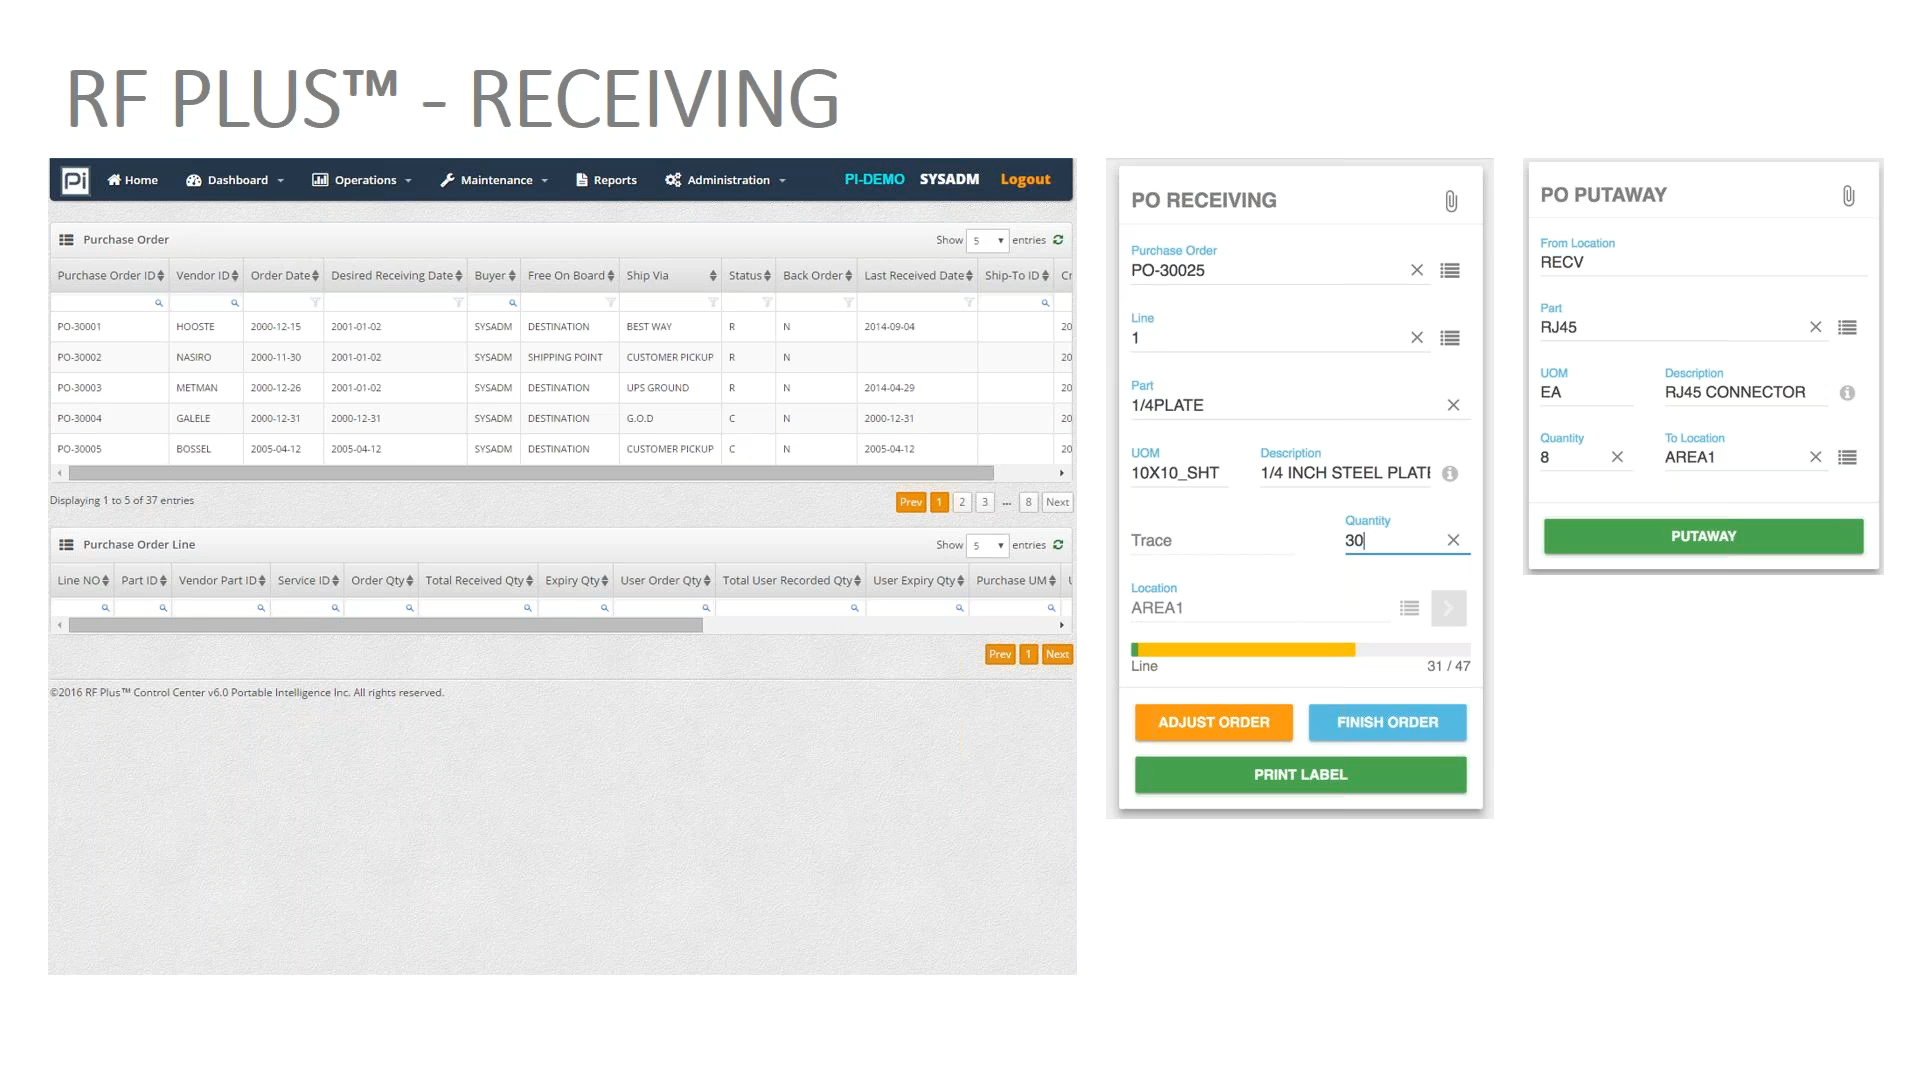 RF PLUS™ - RECEIVING
Pi Home Dashboard Operations Maintenance Reports Administration PI-DEMO SYSADM Logout
Purchase Order Show 5 entries
Purchase Order ID Vendor ID Order Date Desired Receiving Date Buyer Free On Board Ship Via Status Back Order Last Received Date Ship-To ID Cr
PO-30001 HOOSTE 2000-12-15 2001-01-02 SYSADM DESTINATION BEST WAY R N 2014-09-04 20
PO-30002 NASIRO 2000-11-30 2001-01-02 SYSADM SHIPPING POINT CUSTOMER PICKUP R N 20
PO-30003 METMAN 2000-12-26 2001-01-02 SYSADM DESTINATION UPS GROUND R N 2014-04-29 20
PO-30004 GALELE 2000-12-31 2000-12-31 SYSADM DESTINATION G.O.D C N 2000-12-31 20
PO-30005 BOSSEL 2005-04-12 2005-04-12 SYSADM DESTINATION CUSTOMER PICKUP C N 2005-04-12 20
Displaying 1 to 5 of 37 entries Prev 1 2 3 ... 8 Next
Purchase Order Line Show 5 entries
Line NO Part ID Vendor Part ID Service ID Order Qty Total Received Qty Expiry Qty User Order Qty Total User Recorded Qty User Expiry Qty Purchase UM
Prev 1 Next
©2016 RF Plus™ Control Center v6.0 Portable Intelligence Inc. All rights reserved.
PO RECEIVING
Purchase Order
PO-30025
Line
1
Part
1/4PLATE
UOM Description
10X10_SHT 1/4 INCH STEEL PLATE
Quantity
Trace 30
Location
AREA1
Line 31 / 47
ADJUST ORDER FINISH ORDER
PRINT LABEL
PO PUTAWAY
From Location
RECV
Part
RJ45
UOM Description
EA RJ45 CONNECTOR
Quantity To Location
8 AREA1
PUTAWAY